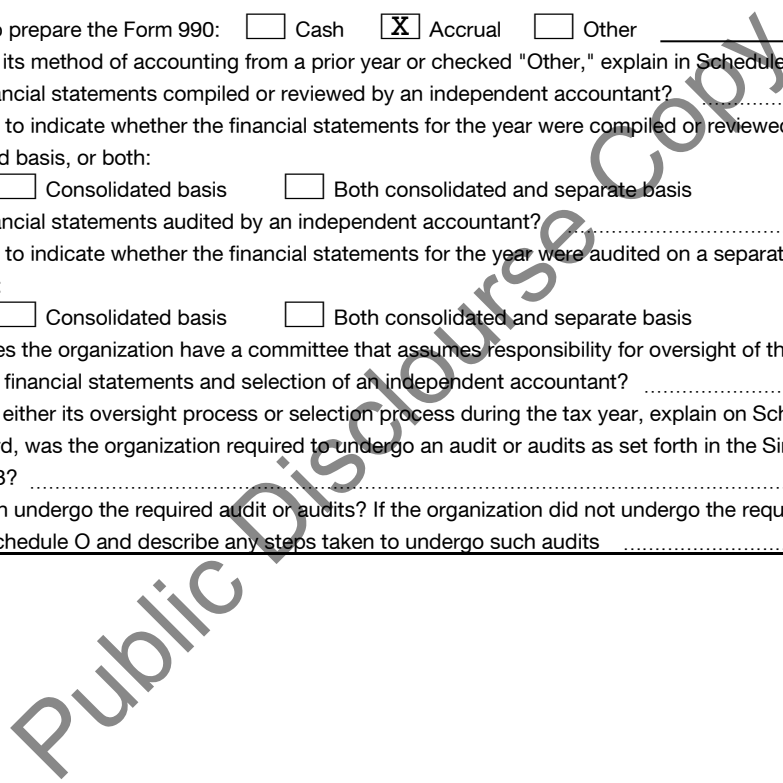 o prepare the Form 990: Cash X Accrual Other
its method of accounting from a prior year or checked "Other," explain in Schedule
ancial statements compiled or reviewed by an independent accountant?
to indicate whether the financial statements for the year were compiled or reviewed
d basis, or both:
Consolidated basis Both consolidated and separate basis
ancial statements audited by an independent accountant?
to indicate whether the financial statements for the year were audited on a separat
:
Consolidated basis Both consolidated and separate basis
es the organization have a committee that assumes responsibility for oversight of th
financial statements and selection of an independent accountant?
either its oversight process or selection process during the tax year, explain on Sch
rd, was the organization required to undergo an audit or audits as set forth in the Sin
3?
n undergo the required audit or audits? If the organization did not undergo the requ
chedule O and describe any steps taken to undergo such audits
Public Disclourse Copy